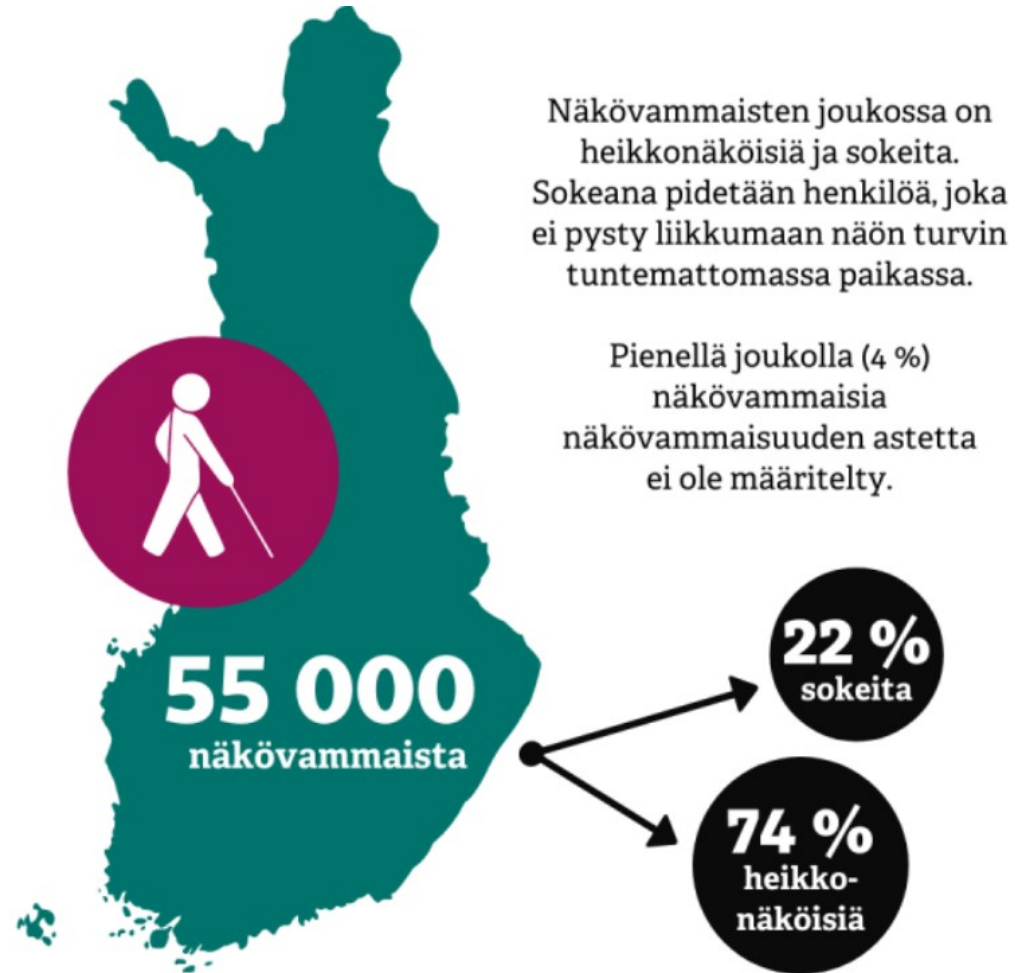 Näkövammaisten joukossa on
heikkonäköisiä ja sokeita.
Sokeana pidetään henkilöä, joka
ei pysty liikkumaan näön turvin
tuntemattomassa paikassa.
Pienellä joukolla (4 %)
näkövammaisia
näkövammaisuuden astetta
ei ole määritelty.
55 000
näkövammaista
22 %
sokeita
74 %
heikko-
näköisiä